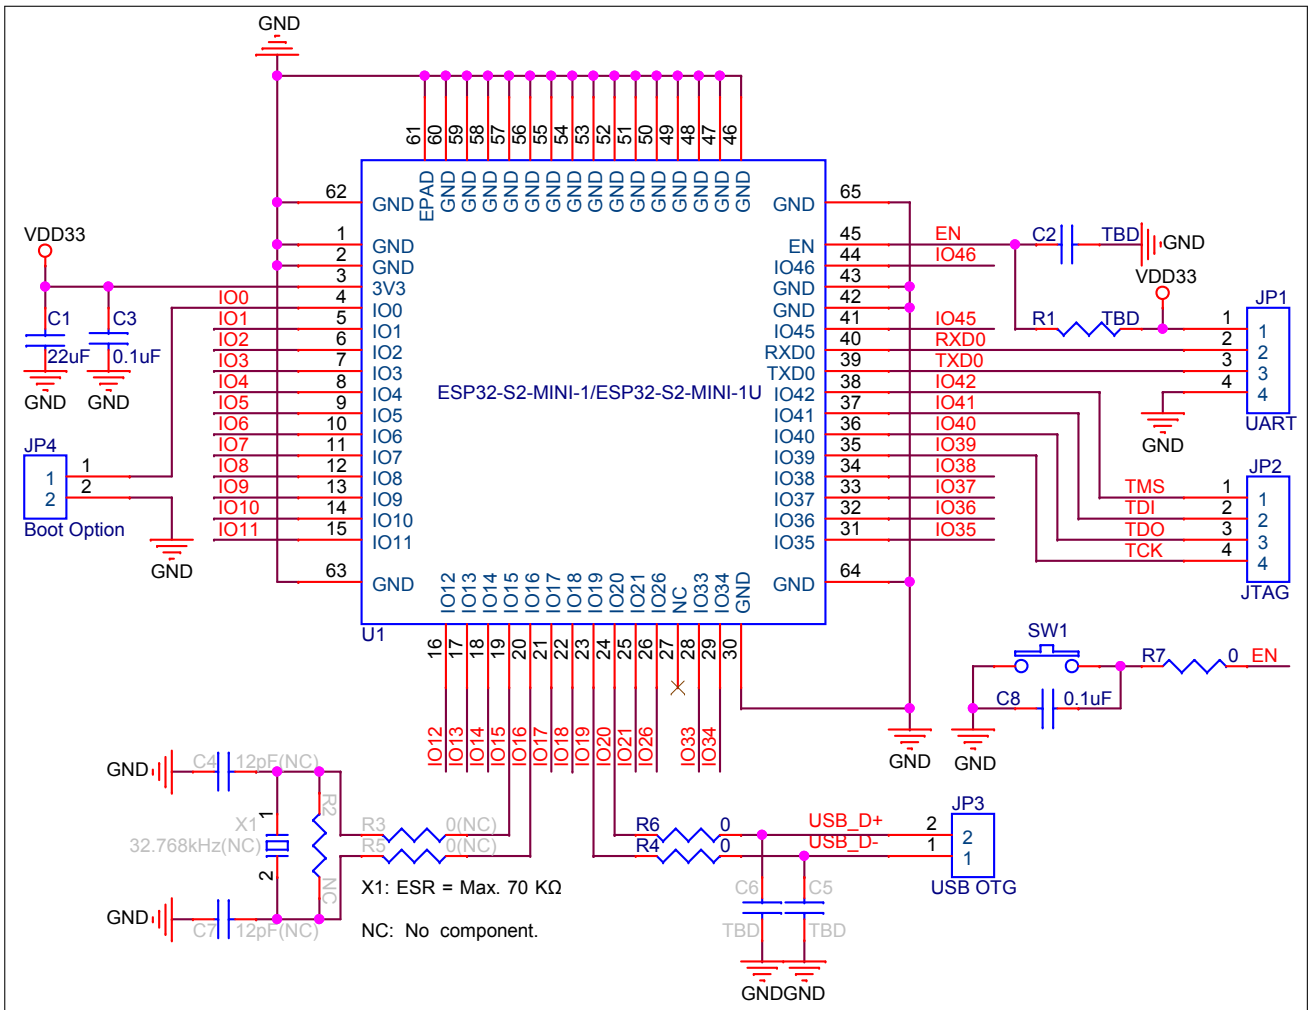 GND
61 60 59 58 57 56 55 54 53 52 51 50 49 48 47 46
EPAD GND GND GND GND GND GND GND GND GND GND GND GND GND GND GND
62 GND
1 GND
2 GND
3 3V3
IO0 4 IO0
IO1 5 IO1
IO2 6 IO2
IO3 7 IO3
IO4 8 IO4
IO5 9 IO5
IO6 10 IO6
IO7 11 IO7
IO8 12 IO8
IO9 13 IO9
IO10 14 IO10
IO11 15 IO11
63 GND
VDD33
C1
22uF
GND
C3
0.1uF
GND
JP4
1 1
2 2
Boot Option
GND
ESP32-S2-MINI-1/ESP32-S2-MINI-1U
U1
GND 65
EN 45 EN
IO46 44 IO46
GND 43
GND 42
IO45 41 IO45
RXD0 40 RXD0
TXD0 39 TXD0
IO42 38 IO42
IO41 37 IO41
IO40 36 IO40
IO39 35 IO39
IO38 34 IO38
IO37 33 IO37
IO36 32 IO36
IO35 31 IO35
GND 64
C2 TBD GND
VDD33
R1 TBD
JP1
1 1
2 2
3 3
4 4
UART
GND
JP2
TMS 1 1
TDI 2 2
TDO 3 3
TCK 4 4
JTAG
IO12 IO13 IO14 IO15 IO16 IO17 IO18 IO19 IO20 IO21 IO26 NC IO33 IO34 GND
16 17 18 19 20 21 22 23 24 25 26 27 28 29 30
IO12 IO13 IO14 IO15 IO16 IO17 IO18 IO19 IO20 IO21 IO26 IO33 IO34
GND
SW1
R7 0 EN
C8 0.1uF
GND
GND C4 12pF(NC)
X1
32.768kHz(NC)
1
2
R2
NC
GND C7 12pF(NC)
R3 0(NC)
R5 0(NC)
X1: ESR = Max. 70 KΩ
NC: No component.
R6 0 USB_D+
R4 0 USB_D-
JP3
2 2
1 1
USB OTG
C6
TBD
C5
TBD
GND GND